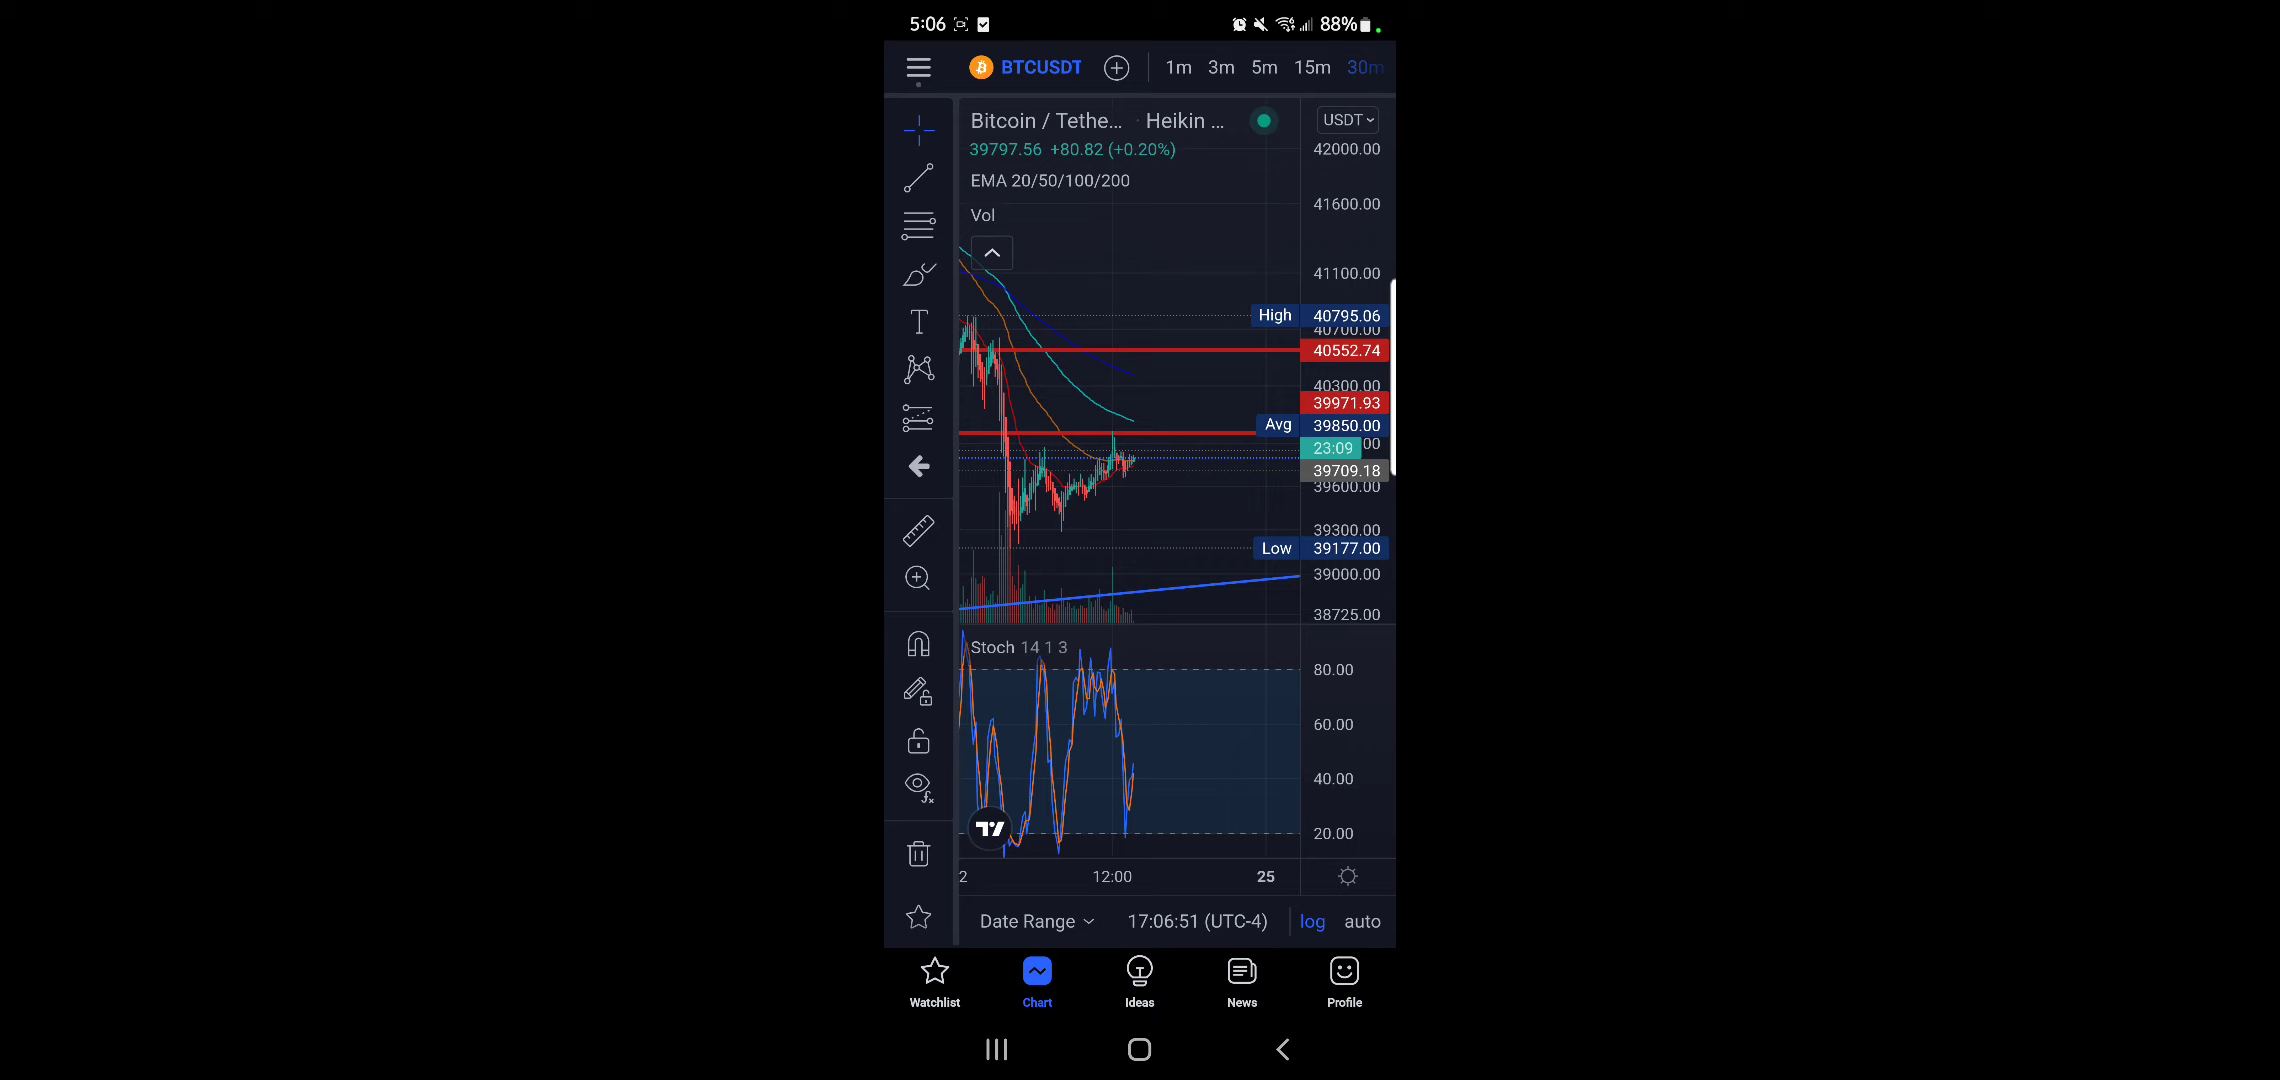 5:06 88%
BTCUSDT 1m 3m 5m 15m 30m
Bitcoin / Tethe... · Heikin ... USDT
39797.56 +80.82 (+0.20%) 42000.00
EMA 20/50/100/200
41600.00
Vol
41100.00
High 40795.06
40700.00
40552.74
40300.00
39971.93
Avg 39850.00
23:09
39709.18
39600.00
39300.00
Low 39177.00
39000.00
38725.00
Stoch 14 1 3
80.00
60.00
40.00
20.00
2 12:00 25
Date Range 17:06:51 (UTC-4) log auto
Watchlist Chart Ideas News Profile